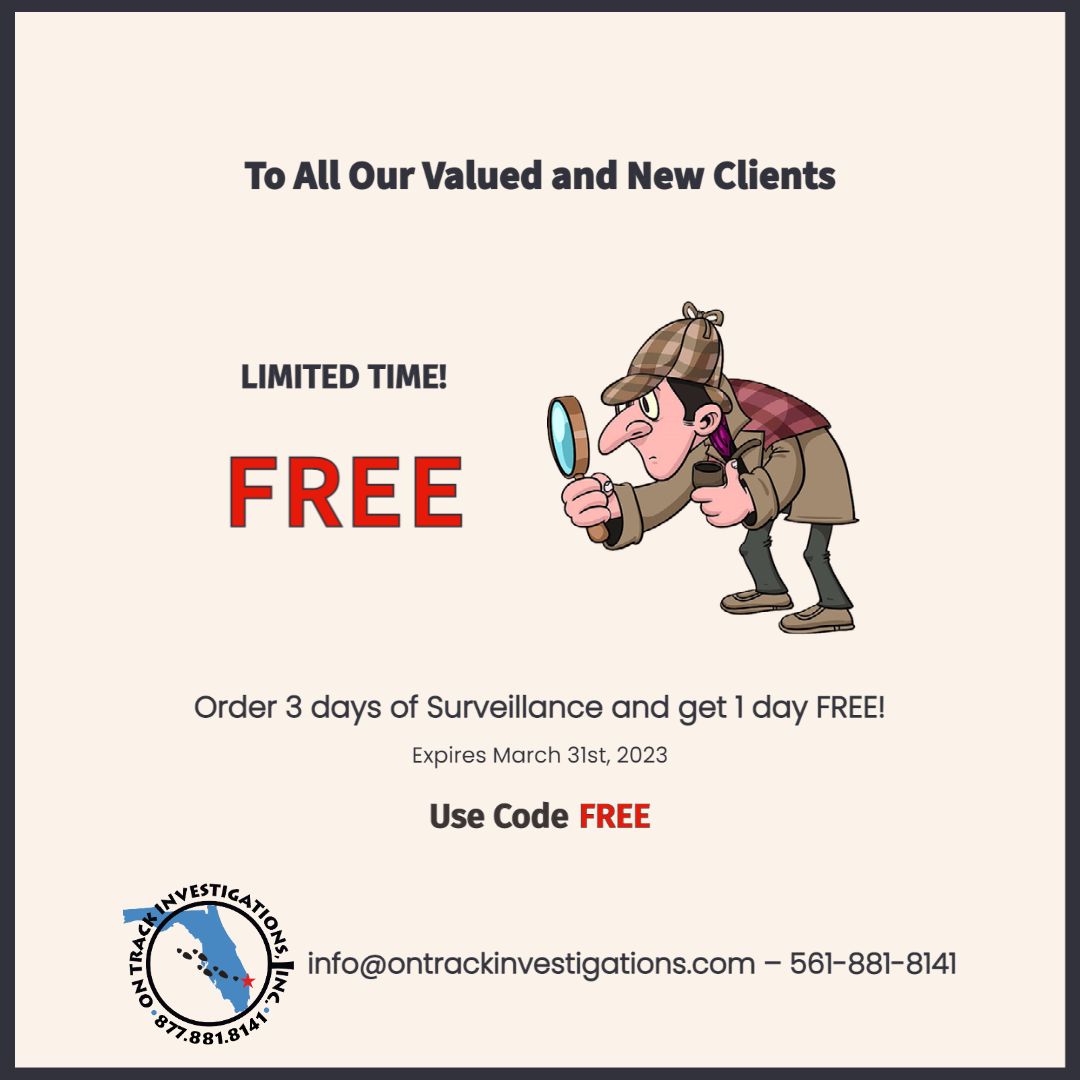 To All Our Valued and New Clients
LIMITED TIME!
FREE
Order 3 days of Surveillance and get 1 day FREE!
Expires March 31st, 2023
Use Code FREE
ON TRACK INVESTIGATIONS, INC.
877.881.8141
info@ontrackinvestigations.com – 561-881-8141